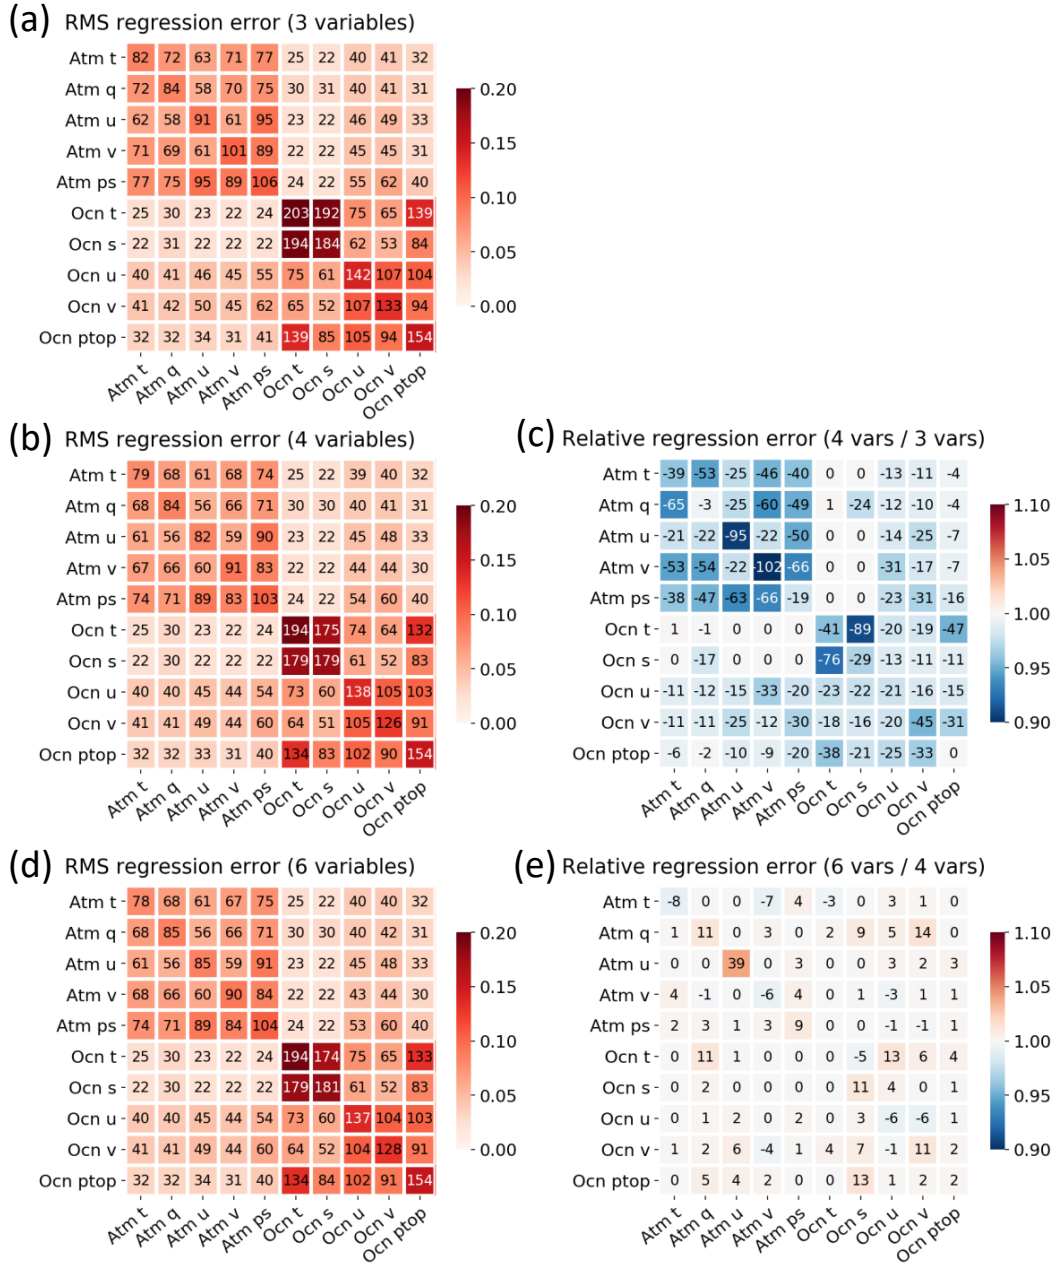 (a) RMS regression error (3 variables)
Atm t 82 72 63 71 77 25 22 40 41 32
Atm q 72 84 58 70 75 30 31 40 41 31
Atm u 62 58 91 61 95 23 22 46 49 33
Atm v 71 69 61 101 89 22 22 45 45 31
Atm ps 77 75 95 89 106 24 22 55 62 40
Ocn t 25 30 23 22 24 203 192 75 65 139
Ocn s 22 31 22 22 22 194 184 62 53 84
Ocn u 40 41 46 45 55 75 61 142 107 104
Ocn v 41 42 50 45 62 65 52 107 133 94
Ocn ptop 32 32 34 31 41 139 85 105 94 154
Atm t Atm q Atm u Atm v Atm ps Ocn t Ocn s Ocn u Ocn v Ocn ptop
0.20
0.15
0.10
0.05
0.00
(b) RMS regression error (4 variables)
Atm t 79 68 61 68 74 25 22 39 40 32
Atm q 68 84 56 66 71 30 30 40 41 31
Atm u 61 56 82 59 90 23 22 45 48 33
Atm v 67 66 60 91 83 22 22 44 44 30
Atm ps 74 71 89 83 103 24 22 54 60 40
Ocn t 25 30 23 22 24 194 175 74 64 132
Ocn s 22 30 22 22 22 179 179 61 52 83
Ocn u 40 40 45 44 54 73 60 138 105 103
Ocn v 41 41 49 44 60 64 51 105 126 91
Ocn ptop 32 32 33 31 40 134 83 102 90 154
Atm t Atm q Atm u Atm v Atm ps Ocn t Ocn s Ocn u Ocn v Ocn ptop
0.20
0.15
0.10
0.05
0.00
(c) Relative regression error (4 vars / 3 vars)
Atm t -39 -53 -25 -46 -40 0 0 -13 -11 -4
Atm q -65 -3 -25 -60 -49 1 -24 -12 -10 -4
Atm u -21 -22 -95 -22 -50 0 0 -14 -25 -7
Atm v -53 -54 -22 -102 -66 0 0 -31 -17 -7
Atm ps -38 -47 -63 -66 -19 0 0 -23 -31 -16
Ocn t 1 -1 0 0 0 -41 -89 -20 -19 -47
Ocn s 0 -17 0 0 0 -76 -29 -13 -11 -11
Ocn u -11 -12 -15 -33 -20 -23 -22 -21 -16 -15
Ocn v -11 -11 -25 -12 -30 -18 -16 -20 -45 -31
Ocn ptop -6 -2 -10 -9 -20 -38 -21 -25 -33 0
Atm t Atm q Atm u Atm v Atm ps Ocn t Ocn s Ocn u Ocn v Ocn ptop
1.10
1.05
1.00
0.95
0.90
(d) RMS regression error (6 variables)
Atm t 78 68 61 67 75 25 22 40 40 32
Atm q 68 85 56 66 71 30 30 40 42 31
Atm u 61 56 85 59 91 23 22 45 48 33
Atm v 68 66 60 90 84 22 22 43 44 30
Atm ps 74 71 89 84 104 24 22 53 60 40
Ocn t 25 30 23 22 24 194 174 75 65 133
Ocn s 22 30 22 22 22 179 181 61 52 83
Ocn u 40 40 45 44 54 73 60 137 104 103
Ocn v 41 41 49 44 60 64 52 104 128 91
Ocn ptop 32 32 34 31 40 134 84 102 91 154
Atm t Atm q Atm u Atm v Atm ps Ocn t Ocn s Ocn u Ocn v Ocn ptop
0.20
0.15
0.10
0.05
0.00
(e) Relative regression error (6 vars / 4 vars)
Atm t -8 0 0 -7 4 -3 0 3 1 0
Atm q 1 11 0 3 0 2 9 5 14 0
Atm u 0 0 39 0 3 0 0 3 2 3
Atm v 4 -1 0 -6 4 0 1 -3 1 1
Atm ps 2 3 1 3 9 0 0 -1 -1 1
Ocn t 0 11 1 0 0 0 -5 13 6 4
Ocn s 0 2 0 0 0 0 11 4 0 1
Ocn u 0 1 2 0 2 0 3 -6 -6 1
Ocn v 1 2 6 -4 1 4 7 -1 11 2
Ocn ptop 0 5 4 2 0 0 13 1 2 2
Atm t Atm q Atm u Atm v Atm ps Ocn t Ocn s Ocn u Ocn v Ocn ptop
1.10
1.05
1.00
0.95
0.90